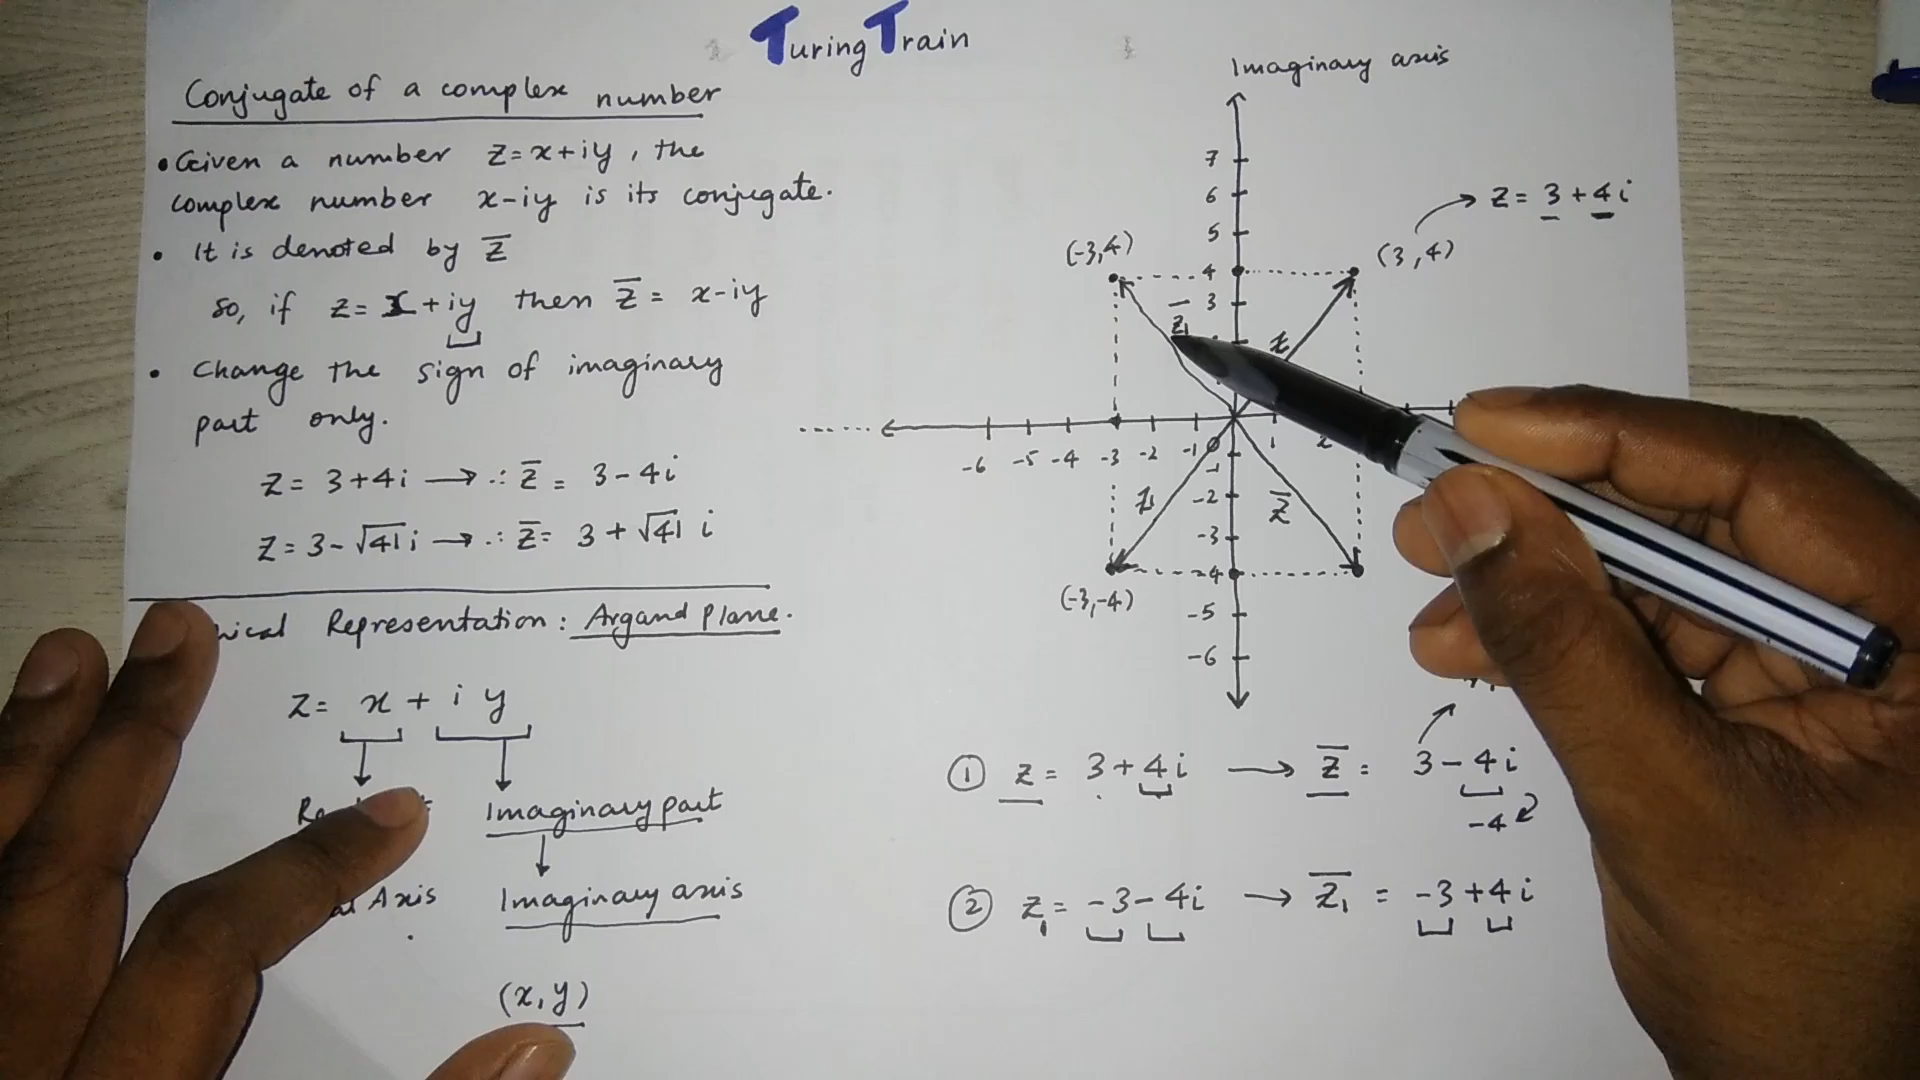 Turing Train
Conjugate of a complex number
• Given a number z = x + iy, the
complex number x - iy is its conjugate.
• It is denoted by z̅
so, if z = x + iy then z̅ = x - iy
• Change the sign of imaginary
part only.
z = 3 + 4i → ∴ z̅ = 3 - 4i
z = 3 - √41 i → ∴ z̅ = 3 + √41 i
Representation: Argand Plane.
z = x + i y
Imaginary part
Axis Imaginary axis
(x, y)
Imaginary axis
7
6
z = 3 + 4i
5
(-3,4) 4 (3,4)
3
z̅₁ z
-6 -5 -4 -3 -2 -1 1 2
-1
z₁ -2 z̅
-3
-4
(-3,-4) -5
-6
① z = 3 + 4i → z̅ = 3 - 4i
-4
② z₁ = -3 - 4i → z̅₁ = -3 + 4i